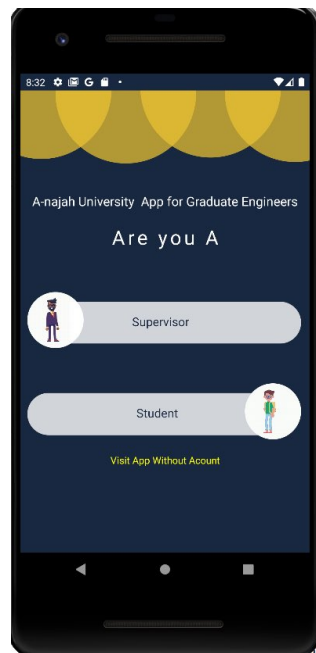 8:32 G
A-najah University App for Graduate Engineers
Are you A
Supervisor
Student
Visit App Without Acount